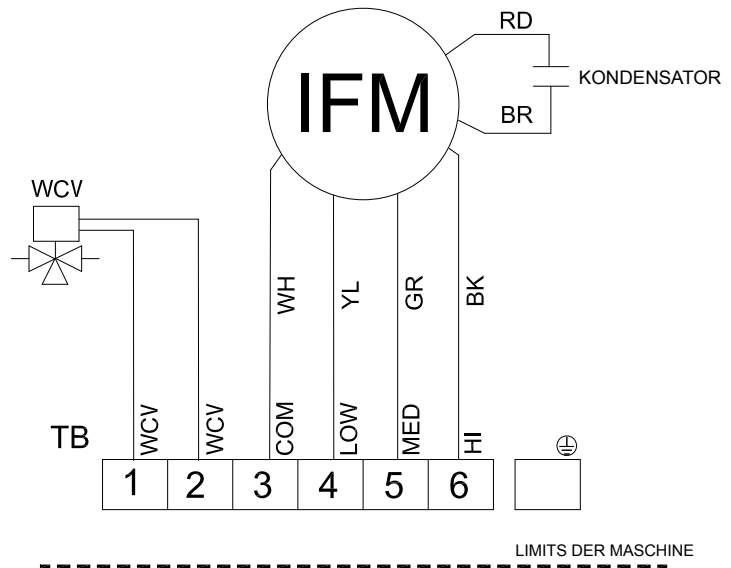 RD
IFM
KONDENSATOR
BR
WCV
WH
YL
GR
BK
TB
WCV
WCV
COM
LOW
MED
HI
1 2 3 4 5 6
LIMITS DER MASCHINE